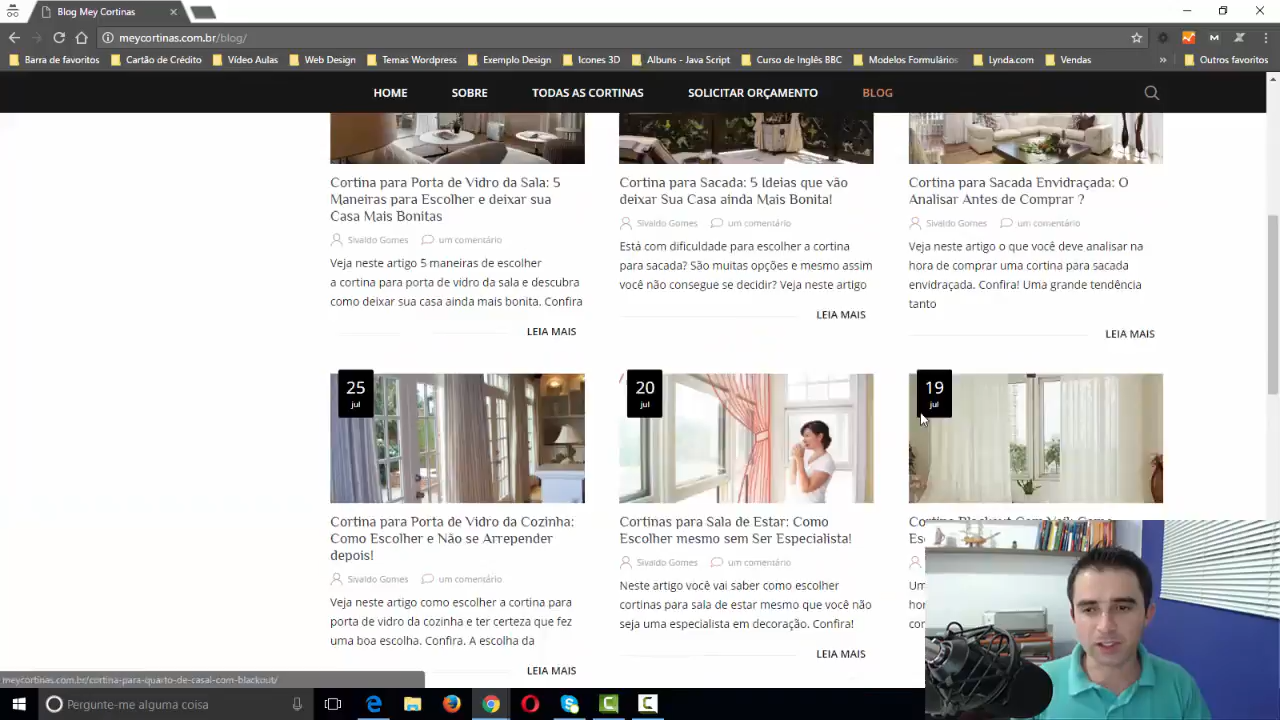 Blog Mey Cortinas
meycortinas.com.br/blog/
Barra de favoritos
Cartão de Crédito
Vídeo Aulas
Web Design
Temas Wordpress
Exemplo Design
Icones 3D
Albuns - Java Script
Curso de Inglês BBC
Modelos Formulários
Lynda.com
Vendas
»
Outros favoritos
HOME
SOBRE
TODAS AS CORTINAS
SOLICITAR ORÇAMENTO
BLOG
Cortina para Porta de Vidro da Sala: 5
Maneiras para Escolher e deixar sua
Casa Mais Bonitas
Sivaldo Gomes
um comentário
Veja neste artigo 5 maneiras de escolher
a cortina para porta de vidro da sala e descubra
como deixar sua casa ainda mais bonita. Confira
LEIA MAIS
Cortina para Sacada: 5 Ideias que vão
deixar Sua Casa ainda Mais Bonita!
Sivaldo Gomes
um comentário
Está com dificuldade para escolher a cortina
para sacada? São muitas opções e mesmo assim
você não consegue se decidir? Veja neste artigo
LEIA MAIS
Cortina para Sacada Envidraçada: O
Analisar Antes de Comprar ?
Sivaldo Gomes
um comentário
Veja neste artigo o que você deve analisar na
hora de comprar uma cortina para sacada
envidraçada. Confira! Uma grande tendência
tanto
LEIA MAIS
25
jul
Cortina para Porta de Vidro da Cozinha:
Como Escolher e Não se Arrepender
depois!
Sivaldo Gomes
um comentário
Veja neste artigo como escolher a cortina para
porta de vidro da cozinha e ter certeza que fez
uma boa escolha. Confira. A escolha da
LEIA MAIS
20
jul
Cortinas para Sala de Estar: Como
Escolher mesmo sem Ser Especialista!
Sivaldo Gomes
um comentário
Neste artigo você vai saber como escolher
cortinas para sala de estar mesmo que você não
seja uma especialista em decoração. Confira!
LEIA MAIS
19
jul
meycortinas.com.br/cortina-para-quarto-de-casal-com-blackout/
Pergunte-me alguma coisa